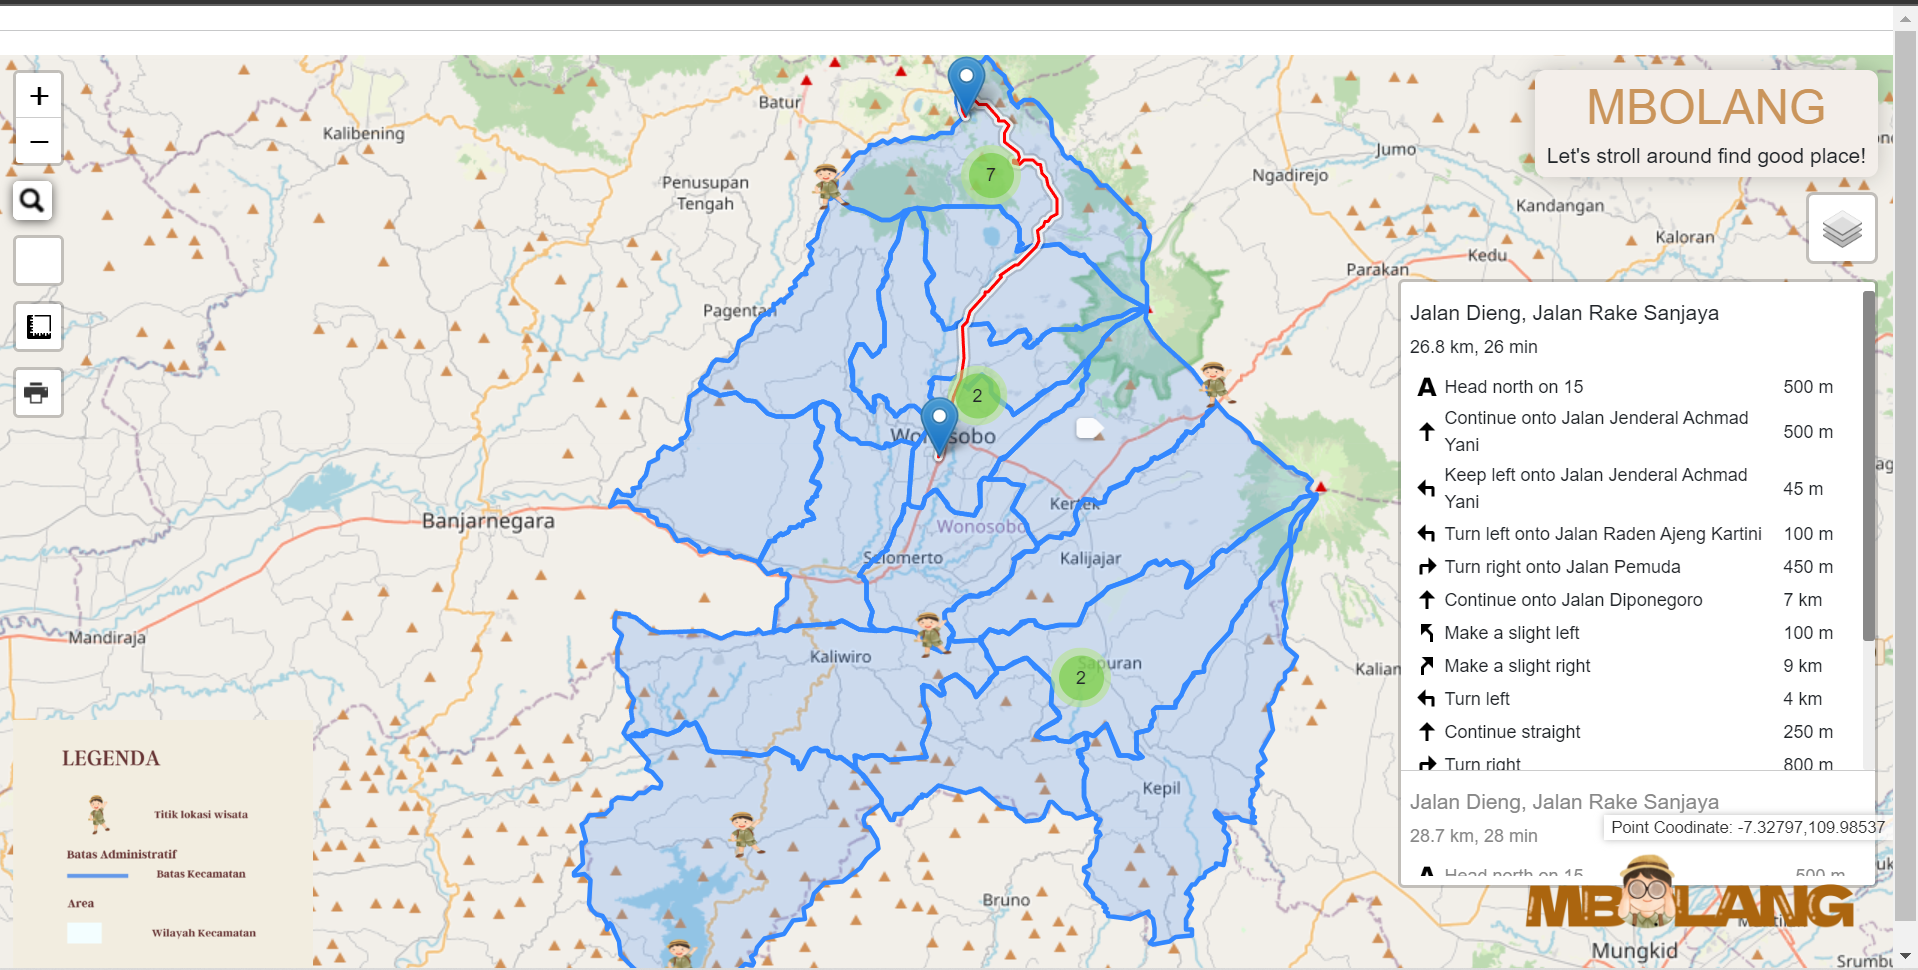 +
−
MBOLANG
Let's stroll around find good place!
Batur
Kalibening
Penusupan
Tengah
Pagentan
Banjarnegara
Mandiraja
7
2
Wonosobo
Kertek
Wonosobo
Selomerto
Kalijajar
Kaliwiro
2
Sapuran
Kepil
Bruno
Jumo
Ngadirejo
Kandangan
Kaloran
Kedu
Parakan
Kalian
Mungkid
Srumbu
Jalan Dieng, Jalan Rake Sanjaya
26.8 km, 26 min
A Head north on 15 500 m
Continue onto Jalan Jenderal Achmad
Yani 500 m
Keep left onto Jalan Jenderal Achmad
Yani 45 m
Turn left onto Jalan Raden Ajeng Kartini 100 m
Turn right onto Jalan Pemuda 450 m
Continue onto Jalan Diponegoro 7 km
Make a slight left 100 m
Make a slight right 9 km
Turn left 4 km
Continue straight 250 m
Turn right 800 m
Jalan Dieng, Jalan Rake Sanjaya
28.7 km, 28 min
Point Coodinate: -7.32797,109.98537
A Head north on 15 500 m
MBOLANG
LEGENDA
Titik lokasi wisata
Batas Administratif
Batas Kecamatan
Area
Wilayah Kecamatan